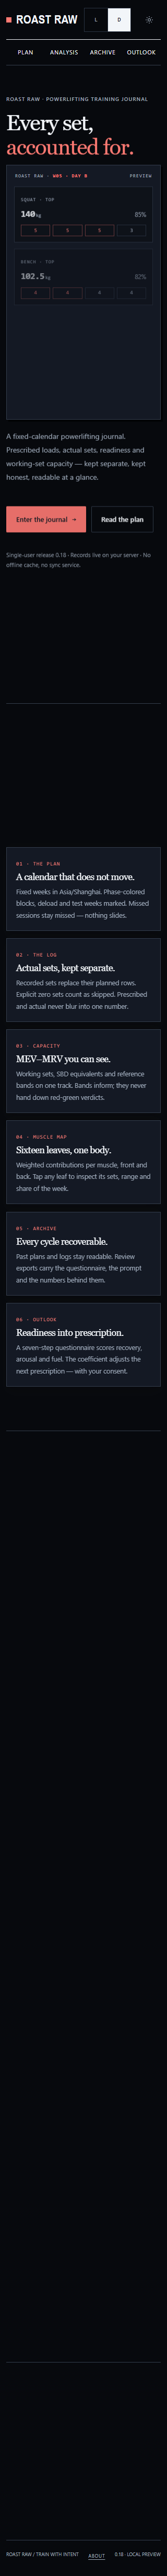 ROAST RAW
L
D
PLAN
ANALYSIS
ARCHIVE
OUTLOOK
ROAST RAW · POWERLIFTING TRAINING JOURNAL
Every set,
accounted for.
ROAST RAW · W05 · DAY B
PREVIEW
SQUAT · TOP
140kg
85%
5
5
5
BENCH · TOP
102.5kg
82%
A fixed-calendar powerlifting journal.
Prescribed loads, actual sets, readiness and
working-set capacity — kept separate, kept
honest, readable at a glance.
Enter the journal →
Read the plan
Single-user release 0.18 · Records live on your server · No
offline cache, no sync service.
01 · THE PLAN
A calendar that does not move.
Fixed weeks in Asia/Shanghai. Phase-colored
blocks, deload and test weeks marked. Missed
sessions stay missed — nothing slides.
02 · THE LOG
Actual sets, kept separate.
Recorded sets replace their planned rows.
Explicit zero sets count as skipped. Prescribed
and actual never blur into one number.
03 · CAPACITY
MEV–MRV you can see.
Working sets, SBD equivalents and reference
bands on one track. Bands inform; they never
hand down red-green verdicts.
04 · MUSCLE MAP
Sixteen leaves, one body.
Weighted contributions per muscle, front and
back. Tap any leaf to inspect its sets, range and
share of the week.
05 · ARCHIVE
Every cycle recoverable.
Past plans and logs stay readable. Review
exports carry the questionnaire, the prompt
and the numbers behind them.
06 · OUTLOOK
Readiness into prescription.
A seven-step questionnaire scores recovery,
arousal and fuel. The coefficient adjusts the
next prescription — with your consent.
ROAST RAW / TRAIN WITH INTENT
ABOUT
0.18 · LOCAL PREVIEW